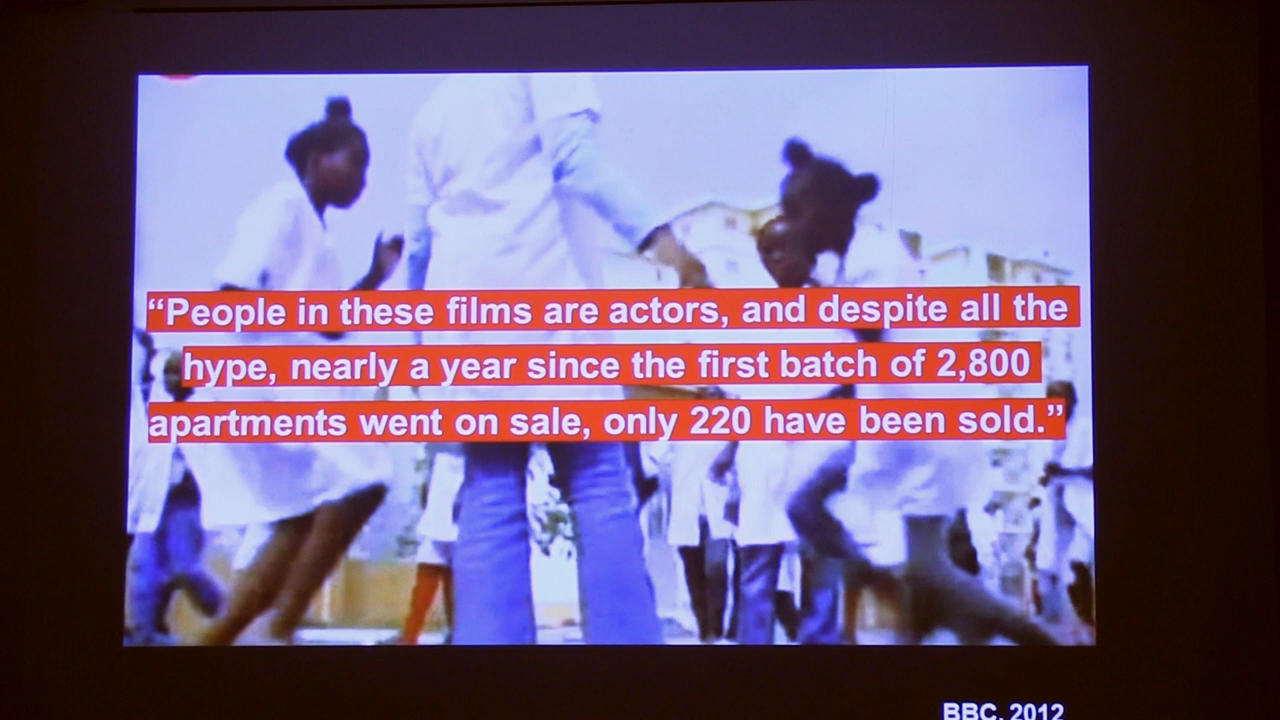 “People in these films are actors, and despite all the
hype, nearly a year since the first batch of 2,800
apartments went on sale, only 220 have been sold.”
BBC, 2012